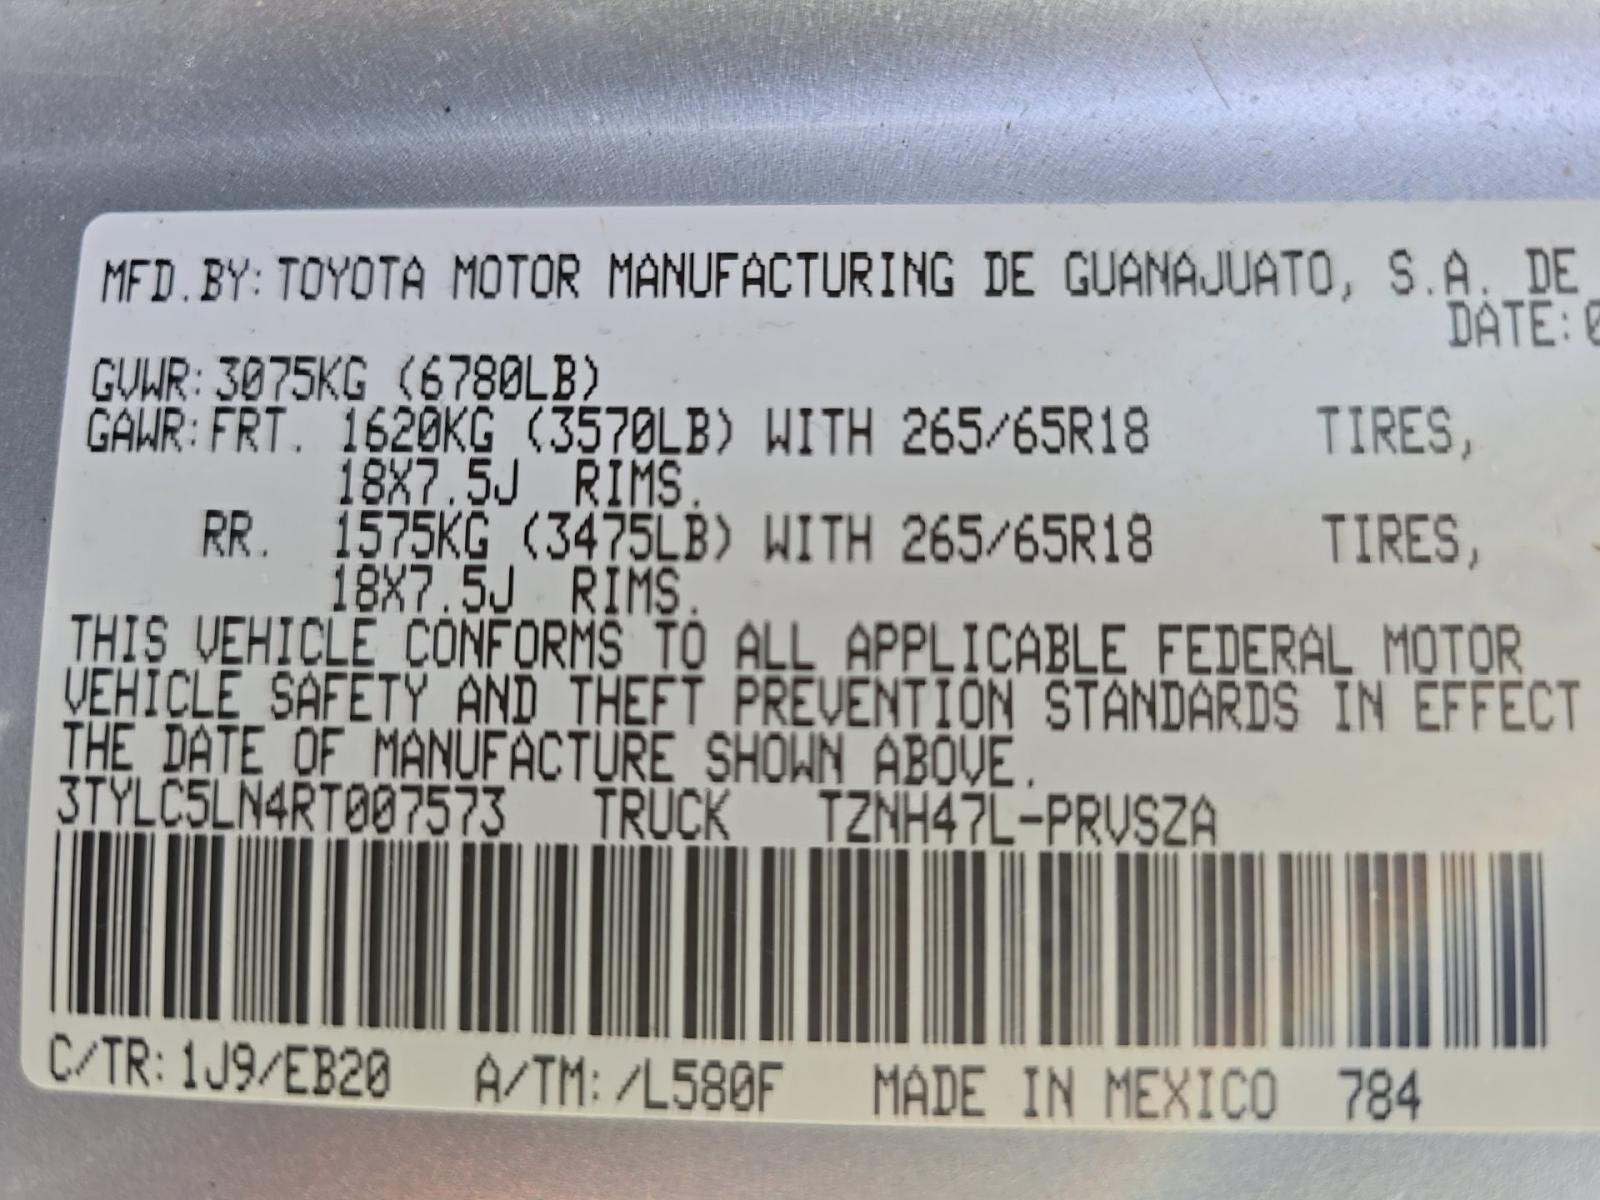 MFD.BY:TOYOTA MOTOR MANUFACTURING DE GUANAJUATO, S.A. DE
DATE:0
GVWR:3075KG (6780LB)
GAWR:FRT. 1620KG (3570LB) WITH 265/65R18 TIRES,
18X7.5J RIMS.
RR. 1575KG (3475LB) WITH 265/65R18 TIRES,
18X7.5J RIMS.
THIS VEHICLE CONFORMS TO ALL APPLICABLE FEDERAL MOTOR
VEHICLE SAFETY AND THEFT PREVENTION STANDARDS IN EFFECT
THE DATE OF MANUFACTURE SHOWN ABOVE.
3TYLC5LN4RT007573 TRUCK TZNH47L-PRVSZA
C/TR:1J9/EB20 A/TM:/L580F MADE IN MEXICO 784